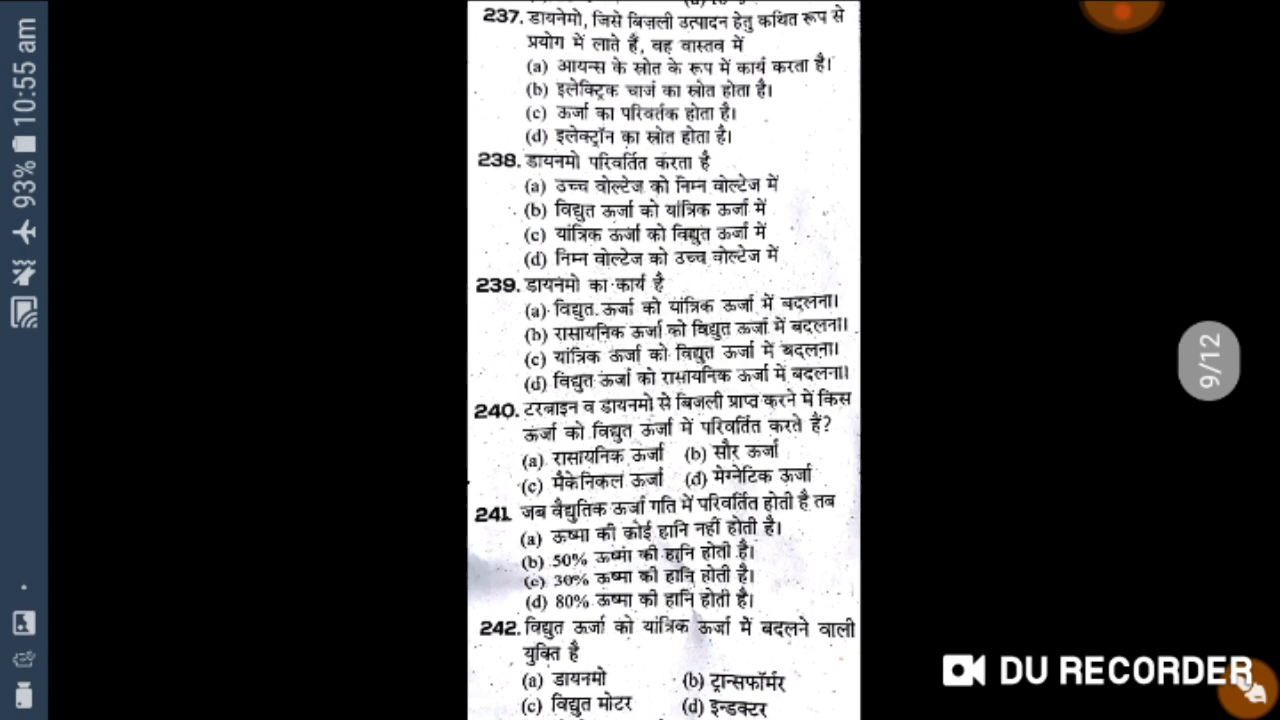 237. डायनेमो, जिसे बिजली उत्पादन हेतु कथित रूप से
प्रयोग में लाते हैं, वह वास्तव में
(a) आयन्स के स्रोत के रूप में कार्य करता है।
(b) इलेक्ट्रिक चार्ज का स्रोत होता है।
(c) ऊर्जा का परिवर्तक होता है।
(d) इलेक्ट्रॉन का स्रोत होता है।
238. डायनमो परिवर्तित करता है
(a) उच्च वोल्टेज को निम्न वोल्टेज में
(b) विद्युत ऊर्जा को यांत्रिक ऊर्जा में
(c) यांत्रिक ऊर्जा को विद्युत ऊर्जा में
(d) निम्न वोल्टेज को उच्च वोल्टेज में
239. डायनमो का कार्य है
(a) विद्युत ऊर्जा को यांत्रिक ऊर्जा में बदलना।
(b) रासायनिक ऊर्जा को विद्युत ऊर्जा में बदलना।
(c) यांत्रिक ऊर्जा को विद्युत ऊर्जा में बदलना।
(d) विद्युत ऊर्जा को रासायनिक ऊर्जा में बदलना।
240. टरबाइन व डायनमो से बिजली प्राप्त करने में किस
ऊर्जा को विद्युत ऊर्जा में परिवर्तित करते हैं?
(a) रासायनिक ऊर्जा (b) सौर ऊर्जा
(c) मैकेनिकल ऊर्जा (d) मेग्नेटिक ऊर्जा
241. जब वैद्युतिक ऊर्जा गति में परिवर्तित होती है तब
(a) ऊष्मा की कोई हानि नहीं होती है।
(b) 50% ऊष्मा की हानि होती है।
(c) 30% ऊष्मा की हानि होती है।
(d) 80% ऊष्मा की हानि होती है।
242. विद्युत ऊर्जा को यांत्रिक ऊर्जा में बदलने वाली
युक्ति है
(a) डायनमो (b) ट्रान्सफॉर्मर
(c) विद्युत मोटर (d) इन्डक्टर
93% 10:55 am
9/12
DU RECORDER